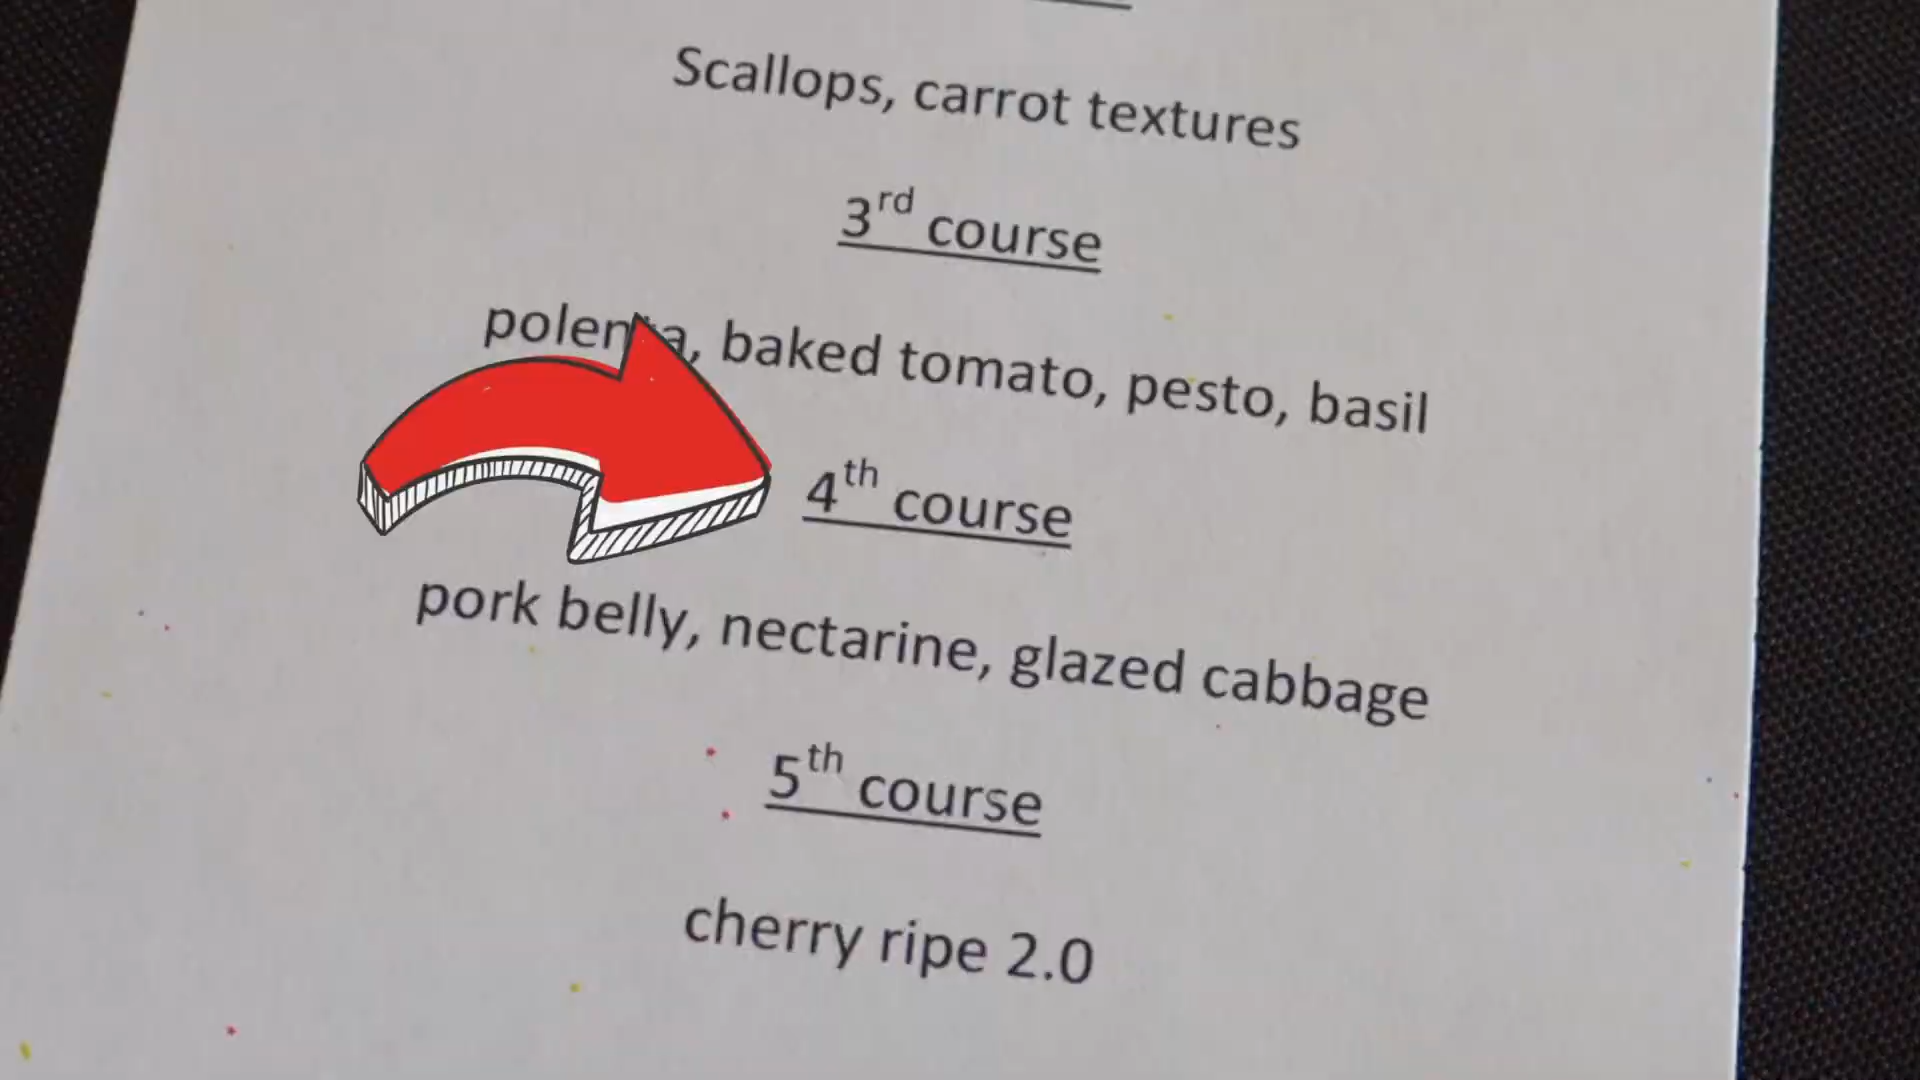 Scallops, carrot textures
3rd course
polenta, baked tomato, pesto, basil
4th course
pork belly, nectarine, glazed cabbage
5th course
cherry ripe 2.0